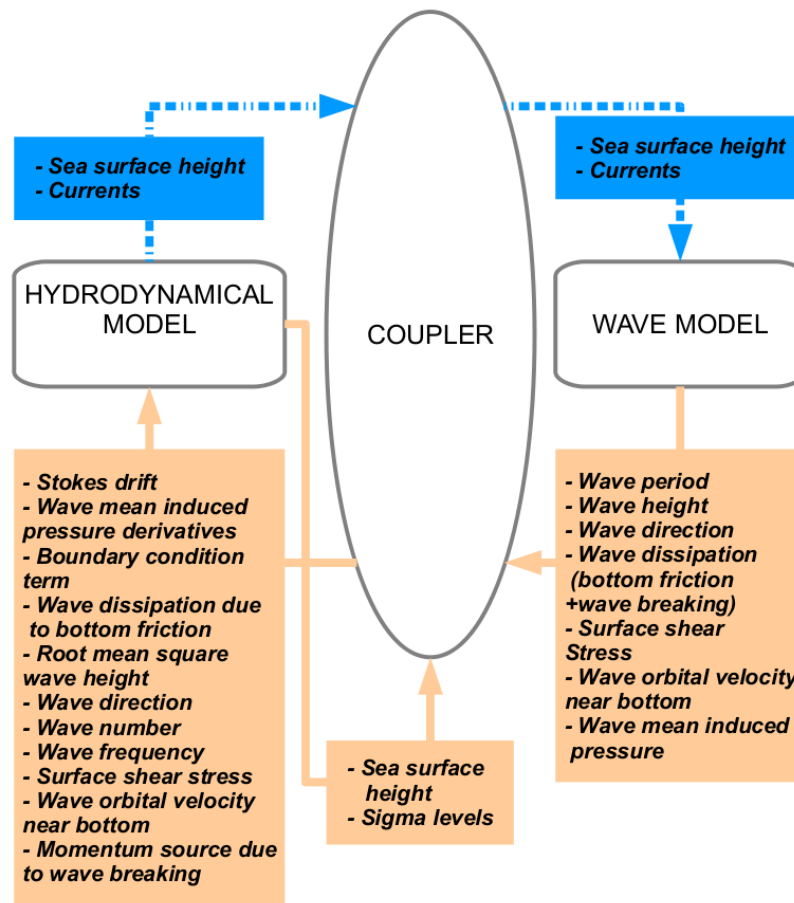 - Sea surface height
- Currents
- Sea surface height
- Currents
HYDRODYNAMICAL
MODEL
COUPLER
WAVE MODEL
- Stokes drift
- Wave mean induced
pressure derivatives
- Boundary condition
term
- Wave dissipation due
to bottom friction
- Root mean square
wave height
- Wave direction
- Wave number
- Wave frequency
- Surface shear stress
- Wave orbital velocity
near bottom
- Momentum source due
to wave breaking
- Sea surface
height
- Sigma levels
- Wave period
- Wave height
- Wave direction
- Wave dissipation
(bottom friction
+wave breaking)
- Surface shear
Stress
- Wave orbital velocity
near bottom
- Wave mean induced
pressure